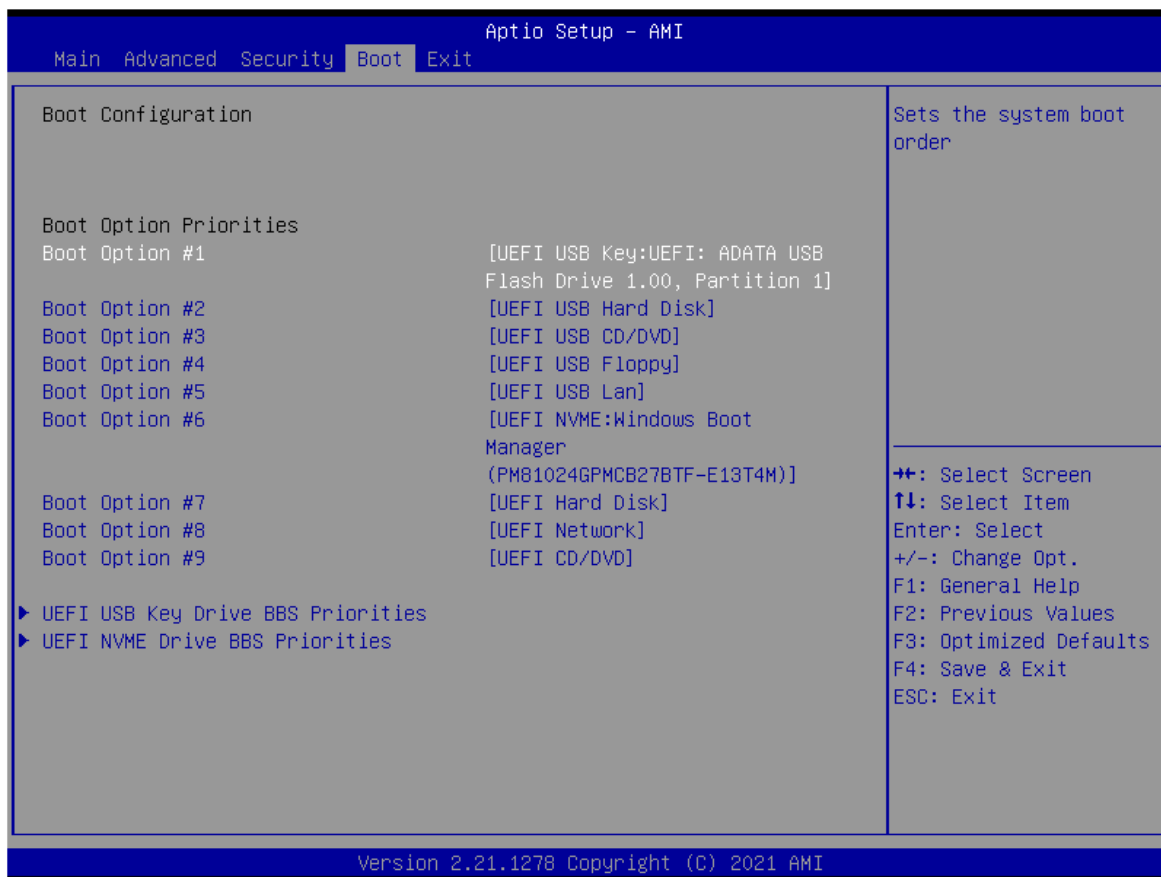 Aptio Setup – AMI
Main Advanced Security Boot Exit
Boot Configuration
Boot Option Priorities
Boot Option #1 [UEFI USB Key:UEFI: ADATA USB
Flash Drive 1.00, Partition 1]
Boot Option #2 [UEFI USB Hard Disk]
Boot Option #3 [UEFI USB CD/DVD]
Boot Option #4 [UEFI USB Floppy]
Boot Option #5 [UEFI USB Lan]
Boot Option #6 [UEFI NVME:Windows Boot
Manager
(PM81024GPMCB27BTF-E13T4M)]
Boot Option #7 [UEFI Hard Disk]
Boot Option #8 [UEFI Network]
Boot Option #9 [UEFI CD/DVD]
▶ UEFI USB Key Drive BBS Priorities
▶ UEFI NVME Drive BBS Priorities
Sets the system boot
order
→←: Select Screen
↑↓: Select Item
Enter: Select
+/-: Change Opt.
F1: General Help
F2: Previous Values
F3: Optimized Defaults
F4: Save & Exit
ESC: Exit
Version 2.21.1278 Copyright (C) 2021 AMI